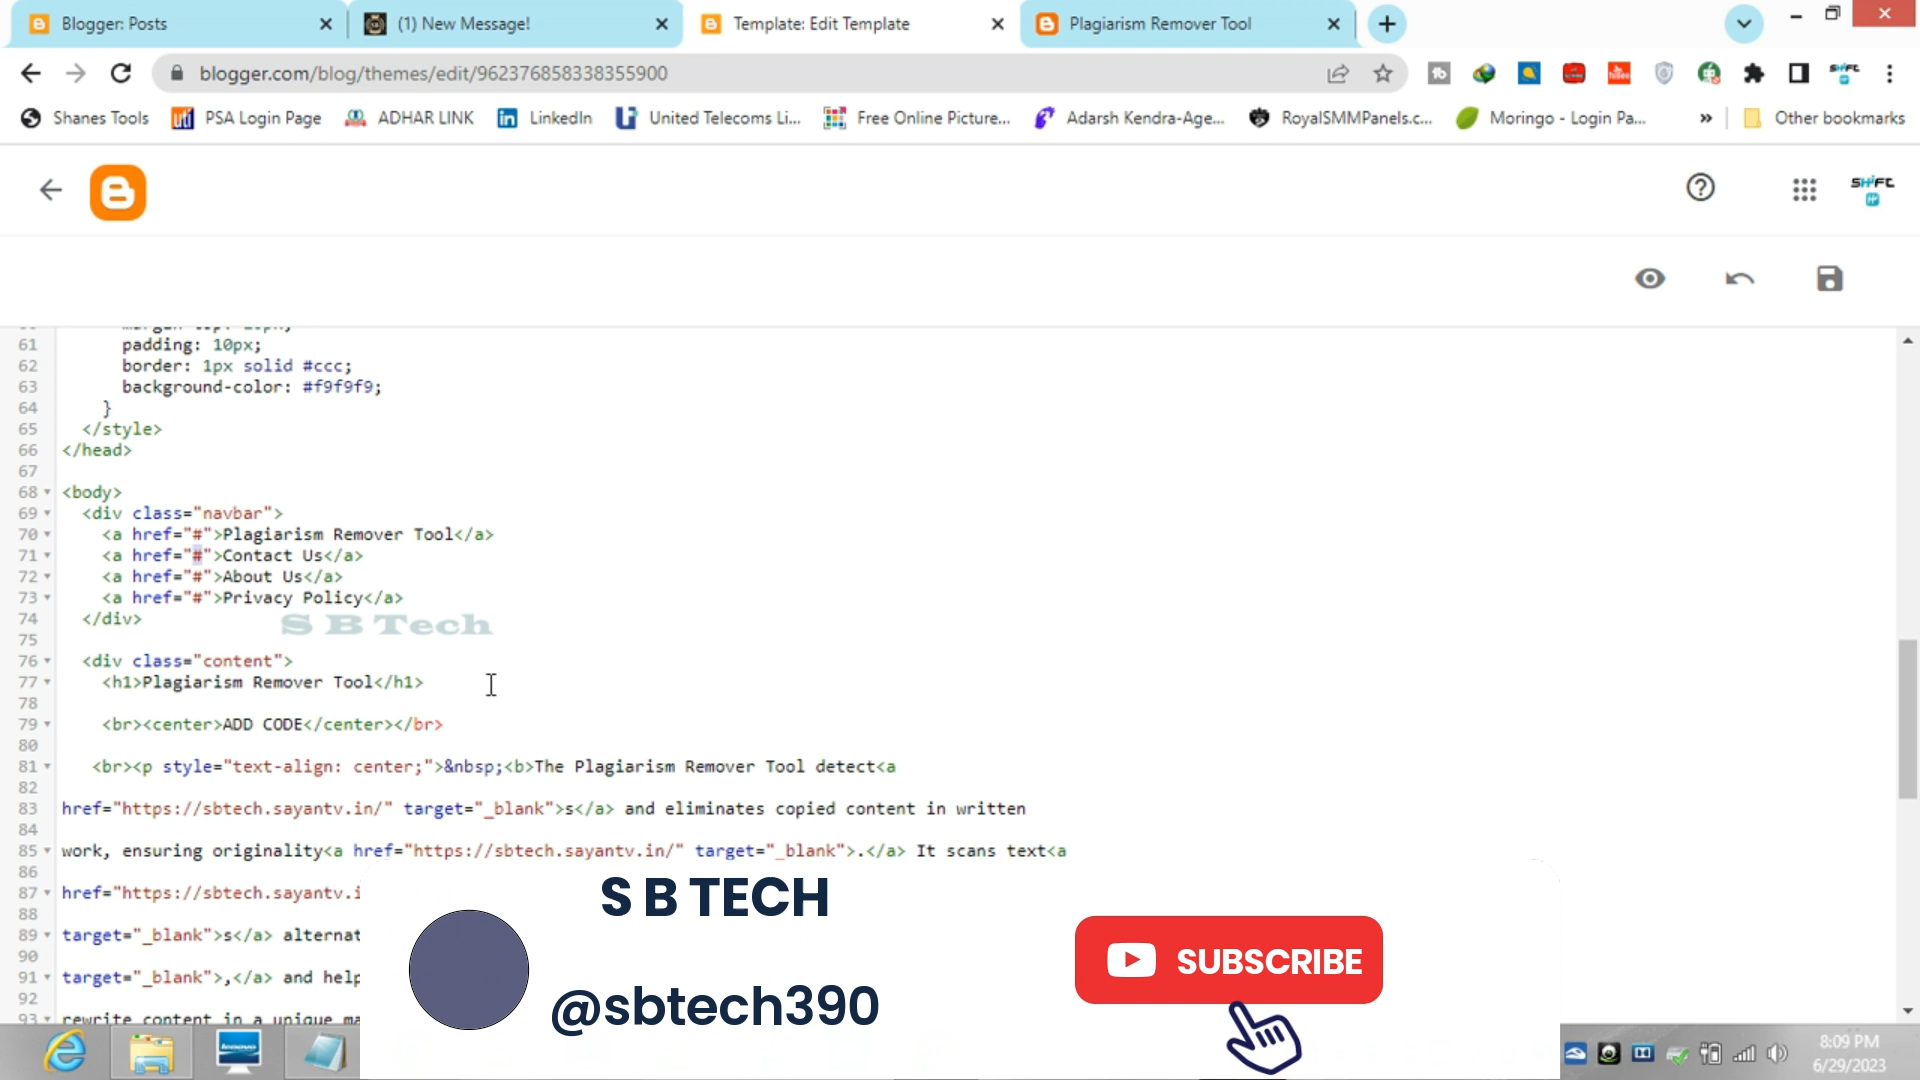 Blogger: Posts
(1) New Message!
Template: Edit Template
Plagiarism Remover Tool
blogger.com/blog/themes/edit/962376858338355900
Shanes Tools
PSA Login Page
ADHAR LINK
LinkedIn
United Telecoms Li...
Free Online Picture...
Adarsh Kendra-Age...
RoyalSMMPanels.c...
Moringo - Login Pa...
»
Other bookmarks
SHIFT
61 padding: 10px;
62 border: 1px solid #ccc;
63 background-color: #f9f9f9;
64 }
65 </style>
66 </head>
67
68 <body>
69 <div class="navbar">
70 <a href="#">Plagiarism Remover Tool</a>
71 <a href="#">Contact Us</a>
72 <a href="#">About Us</a>
73 <a href="#">Privacy Policy</a>
74 </div>
S B Tech
75
76 <div class="content">
77 <h1>Plagiarism Remover Tool</h1>
78
79 <br><center>ADD CODE</center></br>
80
81 <br><p style="text-align: center;">&nbsp;<b>The Plagiarism Remover Tool detect<a
82
83 href="https://sbtech.sayantv.in/" target="_blank">s</a> and eliminates copied content in written
84
85 work, ensuring originality<a href="https://sbtech.sayantv.in/" target="_blank">.</a> It scans text<a
86
87 href="https://sbtech.sayantv.i
88
89 target="_blank">s</a> alternat
90
91 target="_blank">,</a> and help
92
93 rewrite content in a unique ma
S B TECH
@sbtech390
SUBSCRIBE
8:09 PM
6/29/2023